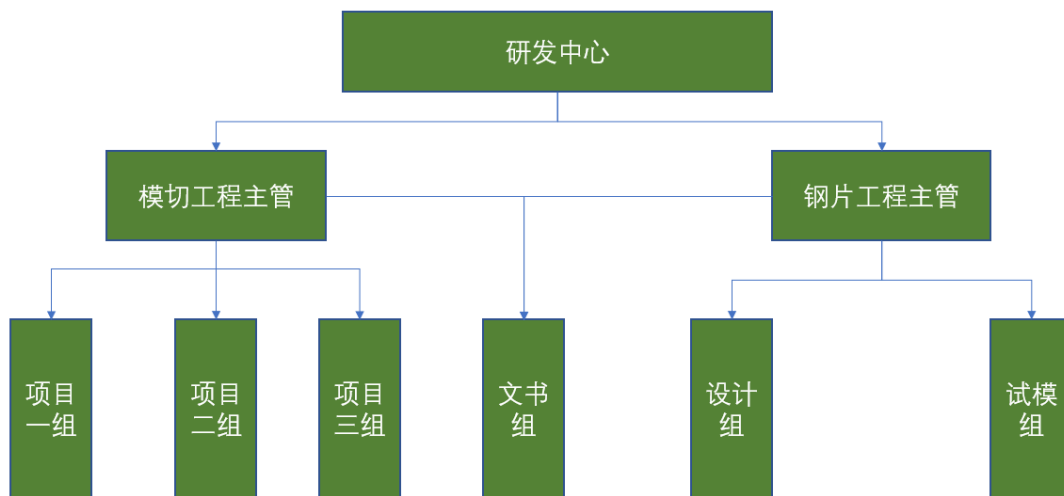 研发中心
模切工程主管
钢片工程主管
项目
一组
项目
二组
项目
三组
文书
组
设计
组
试模
组